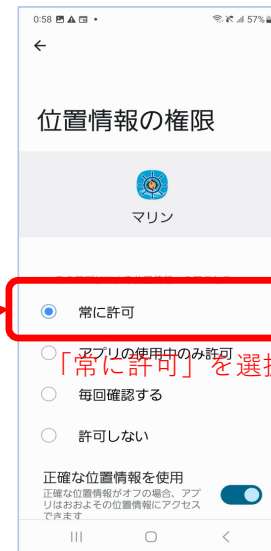 0:58
57%
位置情報の権限
マリン
常に許可
アプリの使用中のみ許可
「常に許可」を選
毎回確認する
許可しない
正確な位置情報を使用
正確な位置情報がオフの場合、アプ
リはおおよその位置情報にアクセス
できます